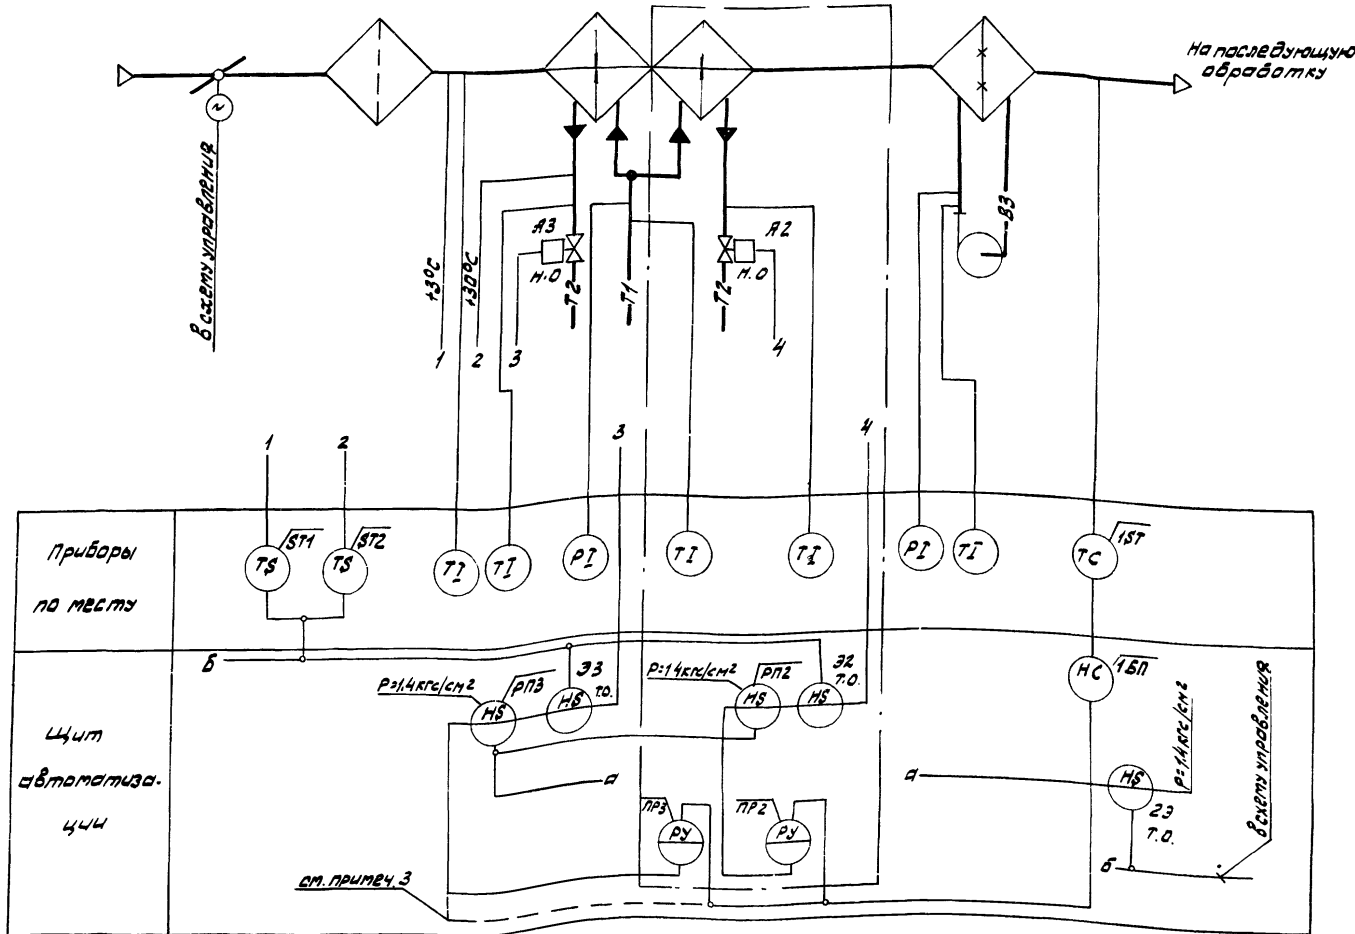 На последующую
обработку
~
В схему управления
+3°С
+30°С
А3
Н.О
Т2
Т1
А2
Н.О
Т2
В3
1
2
3
4
1
2
3
4
Приборы
по месту
TS
ST1
TS
ST2
TI
TI
PI
TI
TI
PI
TI
TC
1ST
Щит
автоматиза-
ции
Б
Р=1.4кгс/см²
РП3
HS
Э3
Т.О.
HS
Р=1.4кгс/см²
РП2
HS
Э2
Т.О.
HS
НС
1БП
а
а
HS
Р=1.4кгс/см²
2Э
Т.О.
Б
В схему управления
ПР3
РУ
ПР2
РУ
см. примеч. 3